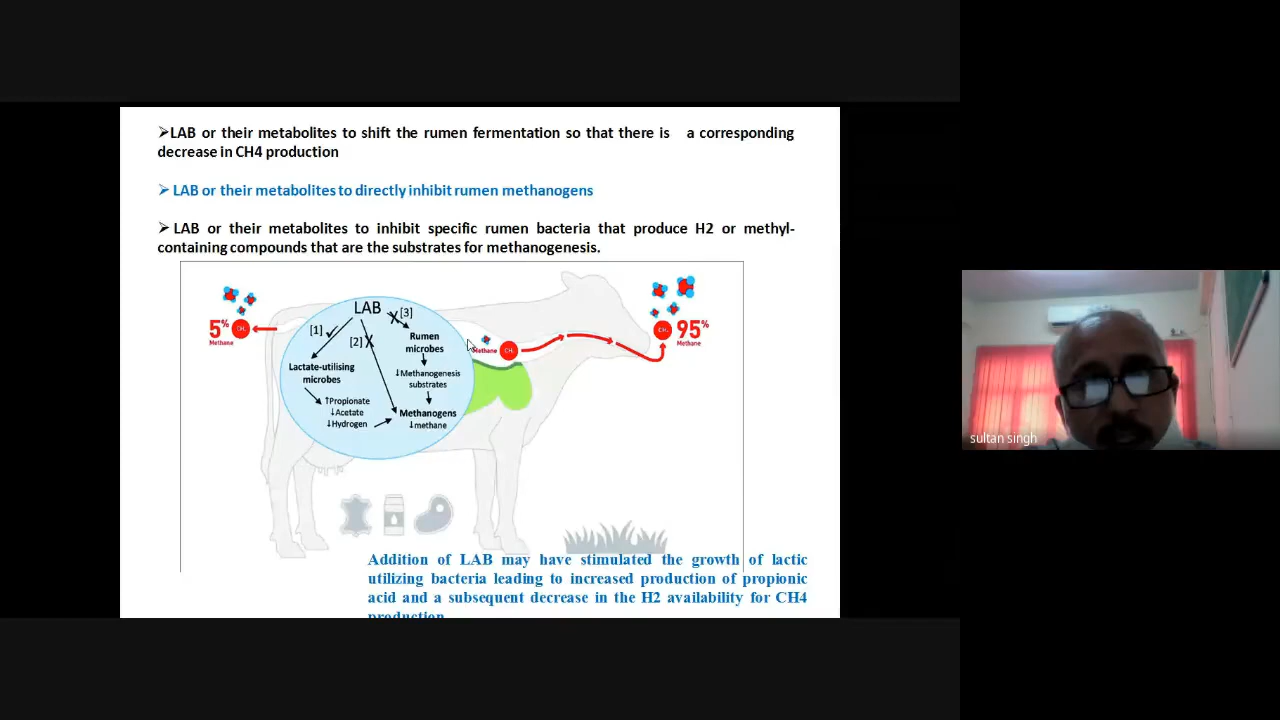 ➢LAB or their metabolites to shift the rumen fermentation so that there is a corresponding
decrease in CH4 production
➢ LAB or their metabolites to directly inhibit rumen methanogens
➢ LAB or their metabolites to inhibit specific rumen bacteria that produce H2 or methyl-
containing compounds that are the substrates for methanogenesis.
5%
Methane
CH₄
LAB
[1]
[2]
[3]
Lactate-utilising
microbes
↑Propionate
↓Acetate
↓Hydrogen
Rumen
microbes
↓Methanogenesis
substrates
Methanogens
↓methane
Methane
CH₄
CH₄
95%
Methane
Addition of LAB may have stimulated the growth of lactic
utilizing bacteria leading to increased production of propionic
acid and a subsequent decrease in the H2 availability for CH4
production
sultan singh